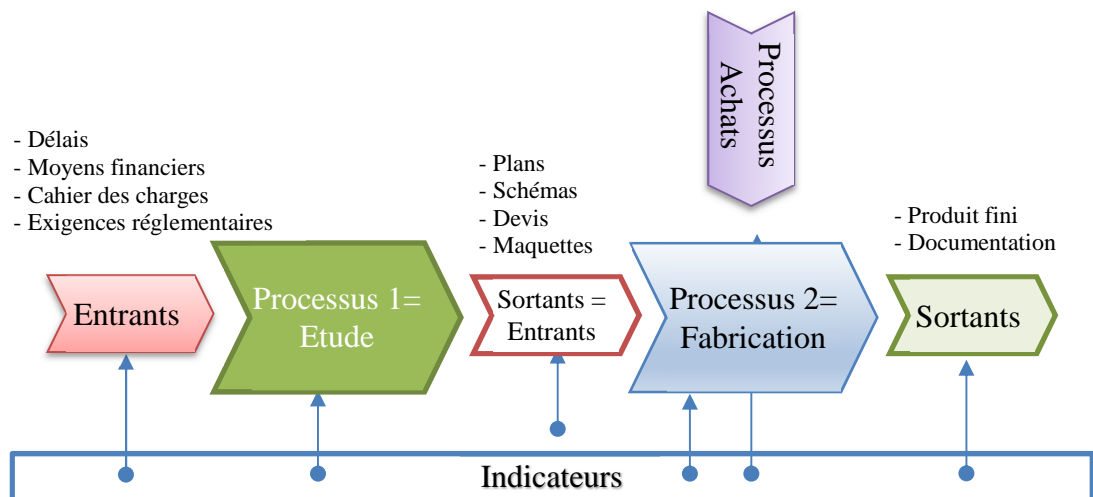 Processus
Achats
- Délais
- Moyens financiers
- Cahier des charges
- Exigences réglementaires
- Plans
- Schémas
- Devis
- Maquettes
- Produit fini
- Documentation
Entrants
Processus 1=
Etude
Sortants =
Entrants
Processus 2=
Fabrication
Sortants
Indicateurs